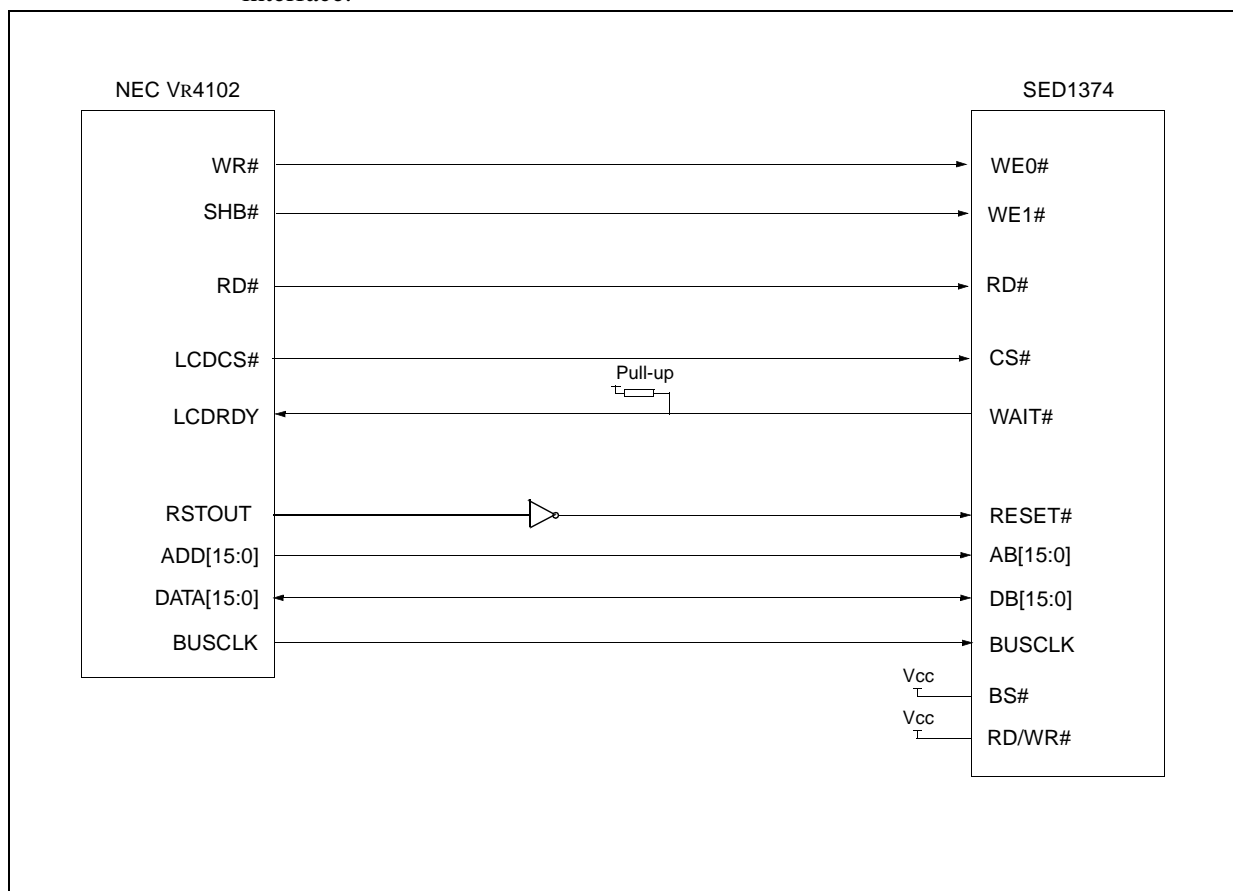 NEC VR4102
SED1374
WR#
WE0#
SHB#
WE1#
RD#
RD#
LCDCS#
CS#
Pull-up
LCDRDY
WAIT#
RSTOUT
RESET#
ADD[15:0]
AB[15:0]
DATA[15:0]
DB[15:0]
BUSCLK
BUSCLK
Vcc
BS#
Vcc
RD/WR#